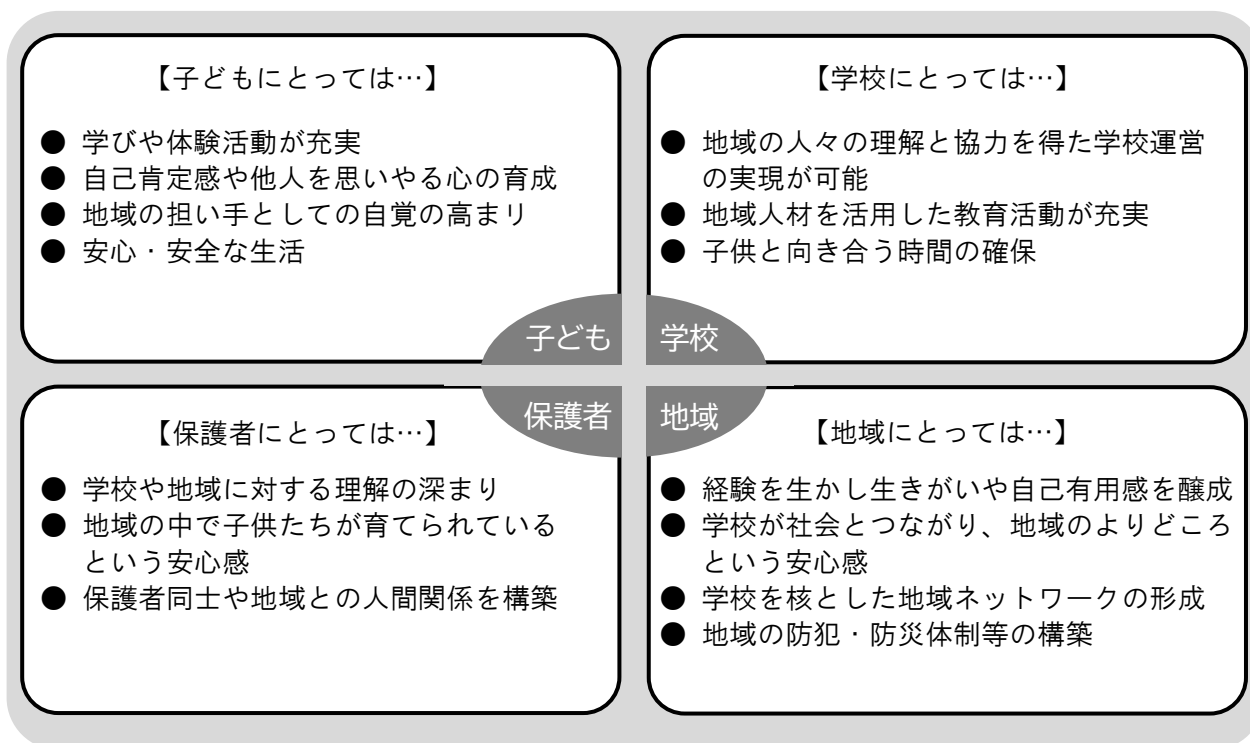 【子どもにとっては…】
● 学びや体験活動が充実
● 自己肯定感や他人を思いやる心の育成
● 地域の担い手としての自覚の高まり
● 安心・安全な生活
【学校にとっては…】
● 地域の人々の理解と協力を得た学校運営
の実現が可能
● 地域人材を活用した教育活動が充実
● 子供と向き合う時間の確保
子ども
学校
保護者
地域
【保護者にとっては…】
● 学校や地域に対する理解の深まり
● 地域の中で子供たちが育てられている
という安心感
● 保護者同士や地域との人間関係を構築
【地域にとっては…】
● 経験を生かし生きがいや自己有用感を醸成
● 学校が社会とつながり、地域のよりどころ
という安心感
● 学校を核とした地域ネットワークの形成
● 地域の防犯・防災体制等の構築